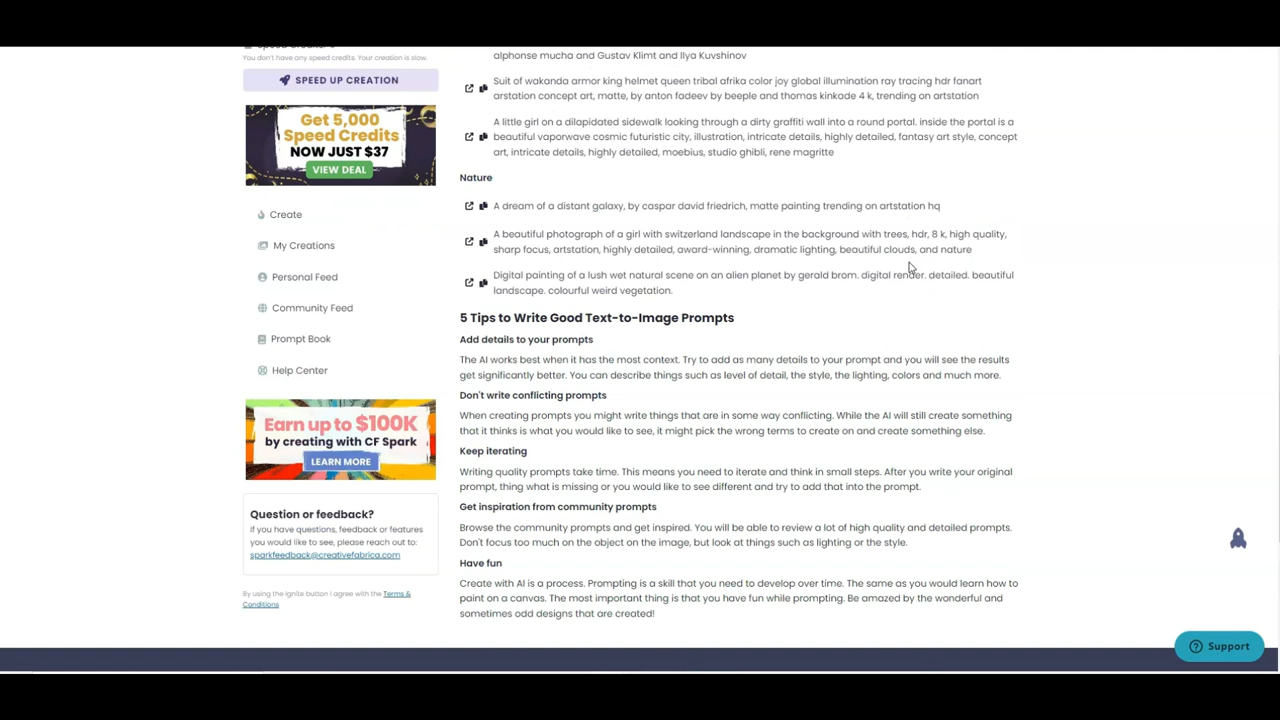 You don't have any speed credits. Your creation is slow.
SPEED UP CREATION
Get 5,000
Speed Credits
NOW JUST $37
VIEW DEAL
Create
My Creations
Personal Feed
Community Feed
Prompt Book
Help Center
Earn up to $100K
by creating with CF Spark
LEARN MORE
Question or feedback?
If you have questions, feedback or features
you would like to see, please reach out to:
sparkfeedback@creativefabrica.com
By using the Ignite button I agree with the Terms &
Conditions
alphonse mucha and Gustav Klimt and Ilya Kuvshinov
Suit of wakanda armor king helmet queen tribal afrika color joy global illumination ray tracing hdr fanart
arstation concept art, matte, by anton fadeev by beeple and thomas kinkade 4 k, trending on artstation
A little girl on a dilapidated sidewalk looking through a dirty graffiti wall into a round portal. inside the portal is a
beautiful vaporwave cosmic futuristic city, illustration, intricate details, highly detailed, fantasy art style, concept
art, intricate details, highly detailed, moebius, studio ghibli, rene magritte
Nature
A dream of a distant galaxy, by caspar david friedrich, matte painting trending on artstation hq
A beautiful photograph of a girl with switzerland landscape in the background with trees, hdr, 8 k, high quality,
sharp focus, artstation, highly detailed, award-winning, dramatic lighting, beautiful clouds, and nature
Digital painting of a lush wet natural scene on an alien planet by gerald brom. digital render. detailed. beautiful
landscape. colourful weird vegetation.
5 Tips to Write Good Text-to-Image Prompts
Add details to your prompts
The AI works best when it has the most context. Try to add as many details to your prompt and you will see the results
get significantly better. You can describe things such as level of detail, the style, the lighting, colors and much more.
Don't write conflicting prompts
When creating prompts you might write things that are in some way conflicting. While the AI will still create something
that it thinks is what you would like to see, it might pick the wrong terms to create on and create something else.
Keep iterating
Writing quality prompts take time. This means you need to iterate and think in small steps. After you write your original
prompt, thing what is missing or you would like to see different and try to add that into the prompt.
Get inspiration from community prompts
Browse the community prompts and get inspired. You will be able to review a lot of high quality and detailed prompts.
Don't focus too much on the object on the image, but look at things such as lighting or the style.
Have fun
Create with AI is a process. Prompting is a skill that you need to develop over time. The same as you would learn how to
paint on a canvas. The most important thing is that you have fun while prompting. Be amazed by the wonderful and
sometimes odd designs that are created!
Support